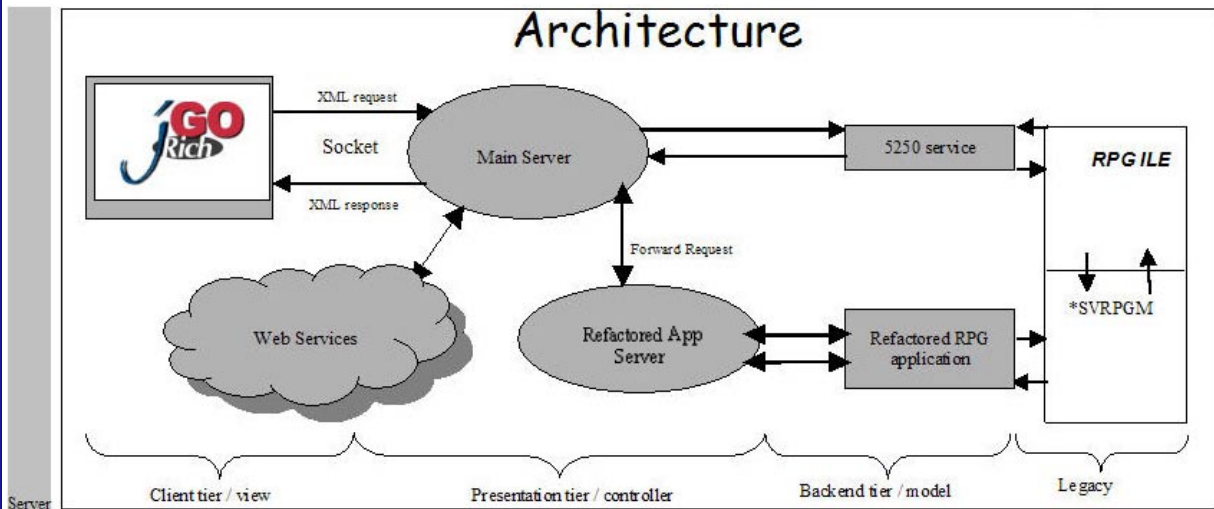 Architecture
jGO
Rich
XML request
Socket
XML response
Main Server
5250 service
RPG ILE
Forward Request
*SVRPGM
Web Services
Refactored App
Server
Refactored RPG
application
Client tier / view
Presentation tier / controller
Backend tier / model
Legacy
Server